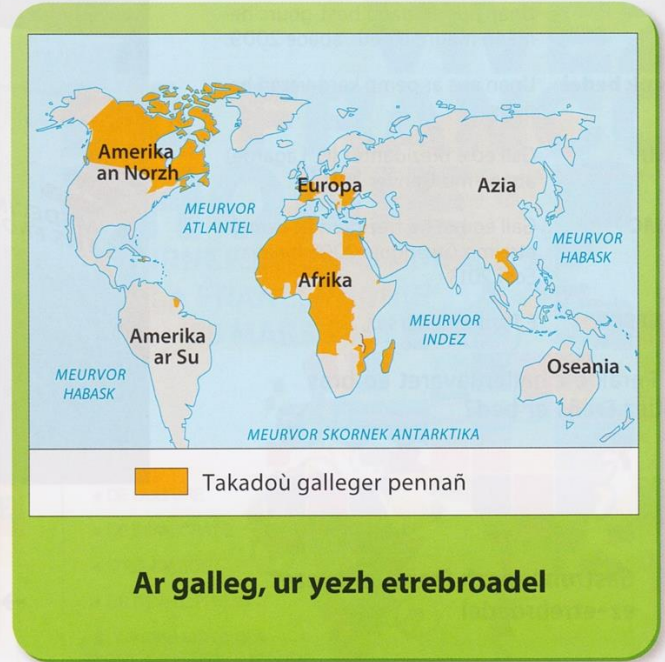 Amerika
an Norzh
Europa
Azia
MEURVOR
ATLANTEL
MEURVOR
HABASK
Afrika
MEURVOR
INDEZ
Amerika
ar Su
Oseania
MEURVOR
HABASK
MEURVOR SKORNEK ANTARKTIKA
Takadoù galleger pennañ
Ar galleg, ur yezh etrebroadel